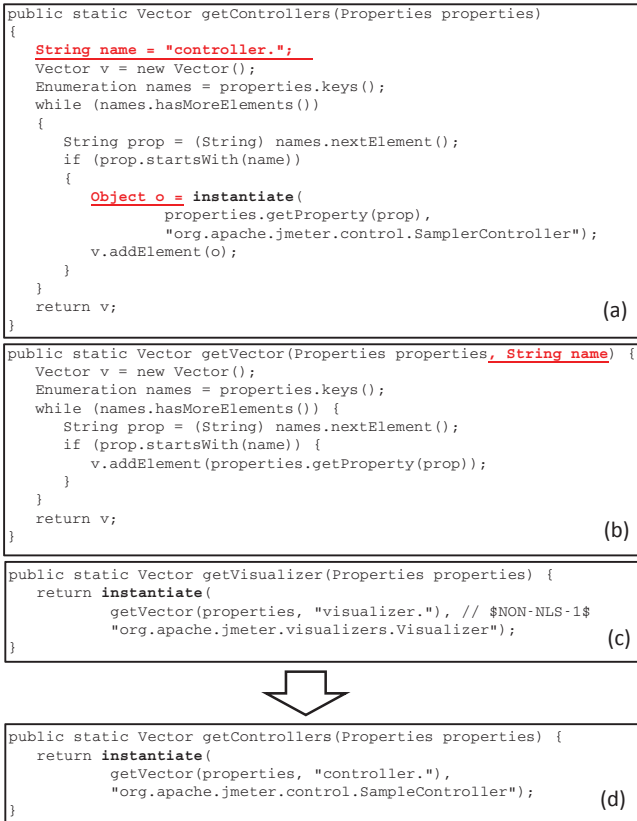 public static Vector getControllers(Properties properties)
{
String name = "controller.";
Vector v = new Vector();
Enumeration names = properties.keys();
while (names.hasMoreElements())
{
String prop = (String) names.nextElement();
if (prop.startsWith(name))
{
Object o = instantiate(
properties.getProperty(prop),
"org.apache.jmeter.control.SamplerController");
v.addElement(o);
}
}
return v;
}
(a)
public static Vector getVector(Properties properties, String name) {
Vector v = new Vector();
Enumeration names = properties.keys();
while (names.hasMoreElements()) {
String prop = (String) names.nextElement();
if (prop.startsWith(name)) {
v.addElement(properties.getProperty(prop));
}
}
return v;
}
(b)
public static Vector getVisualizer(Properties properties) {
return instantiate(
getVector(properties, "visualizer."), // $NON-NLS-1$
"org.apache.jmeter.visualizers.Visualizer");
}
(c)
public static Vector getControllers(Properties properties) {
return instantiate(
getVector(properties, "controller."),
"org.apache.jmeter.control.SampleController");
}
(d)